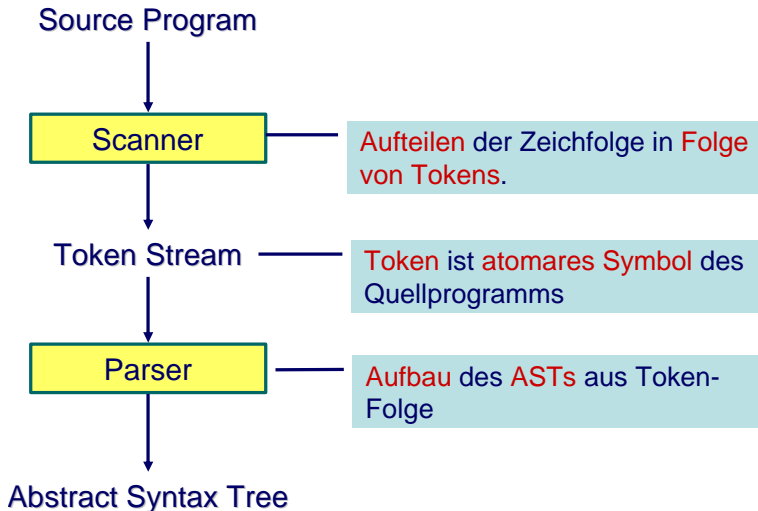 Source Program
Scanner
Aufteilen der Zeichfolge in Folge
von Tokens.
Token Stream
Token ist atomares Symbol des
Quellprogramms
Parser
Aufbau des ASTs aus Token-
Folge
Abstract Syntax Tree